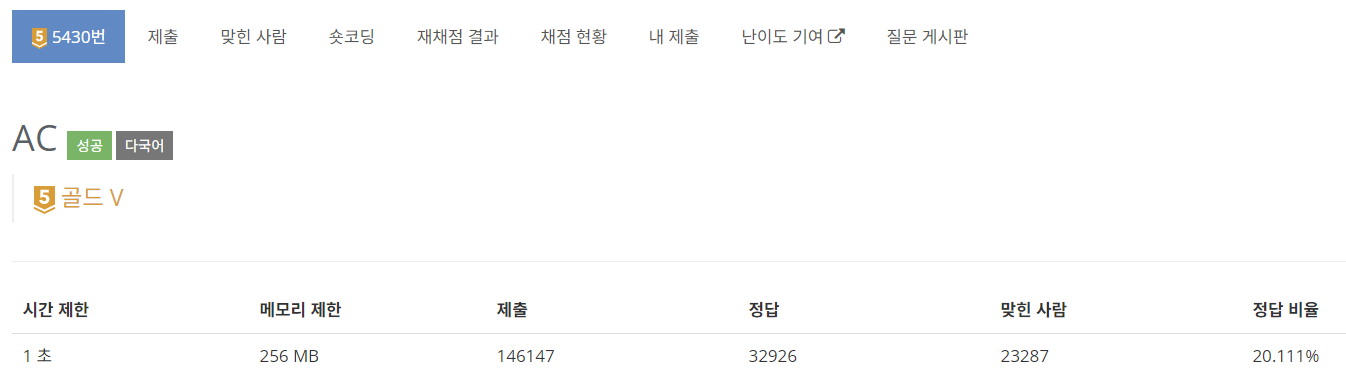 5 5430번 제출 맞힌 사람 숏코딩 재채점 결과 채점 현황 내 제출 난이도 기여 질문 게시판
AC 성공 다국어
5 골드 V
시간 제한 메모리 제한 제출 정답 맞힌 사람 정답 비율
1 초 256 MB 146147 32926 23287 20.111%